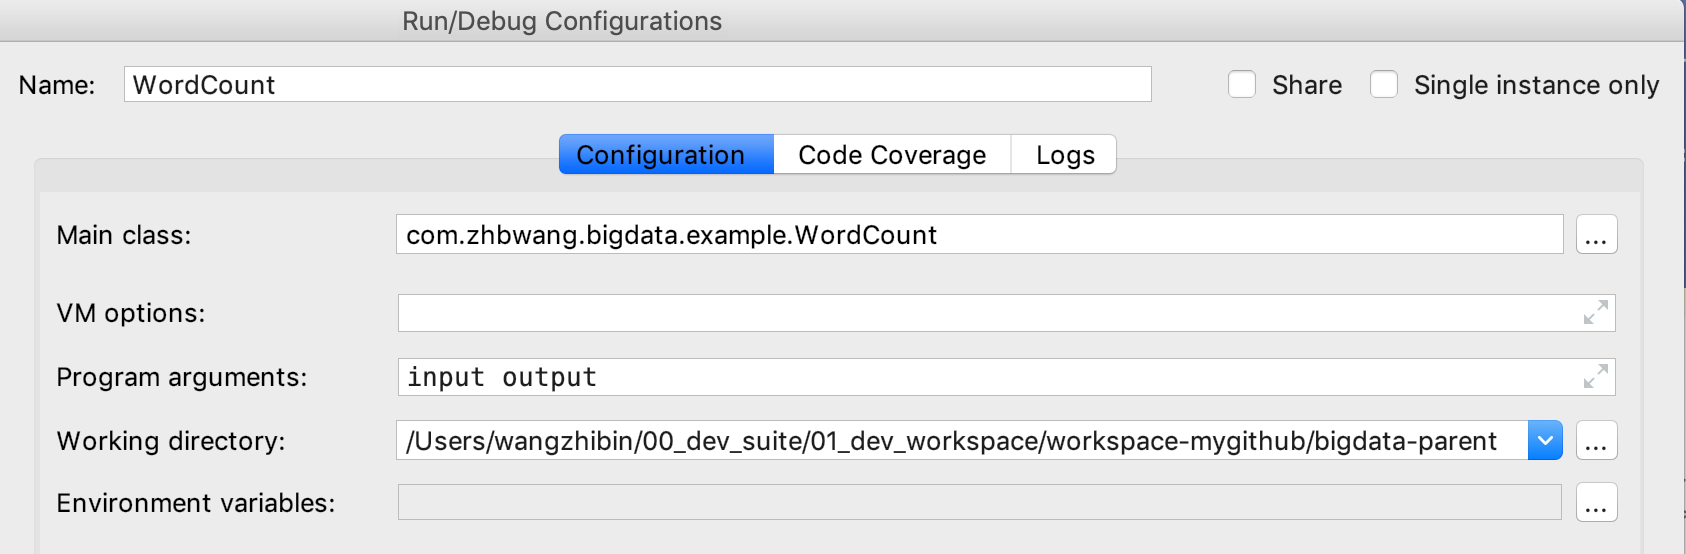 Run/Debug Configurations
Name: WordCount Share Single instance only
Configuration Code Coverage Logs
Main class: com.zhbwang.bigdata.example.WordCount ...
VM options:
Program arguments: input output
Working directory: /Users/wangzhibin/00_dev_suite/01_dev_workspace/workspace-mygithub/bigdata-parent ...
Environment variables: ...